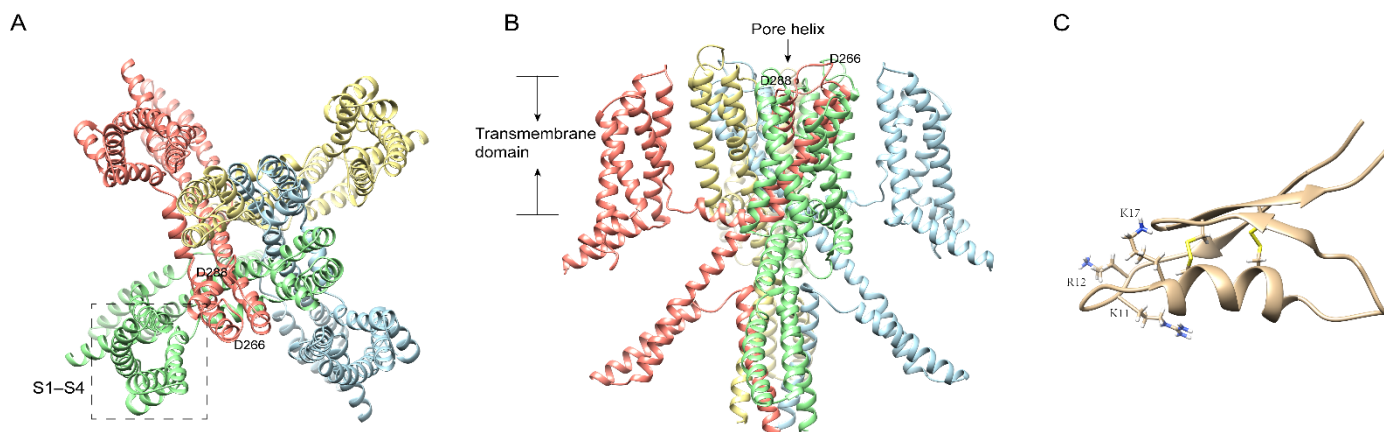 A
D288
D266
S1–S4
B
Pore helix
D266
D288
Transmembrane
domain
C
K17
R12
K11